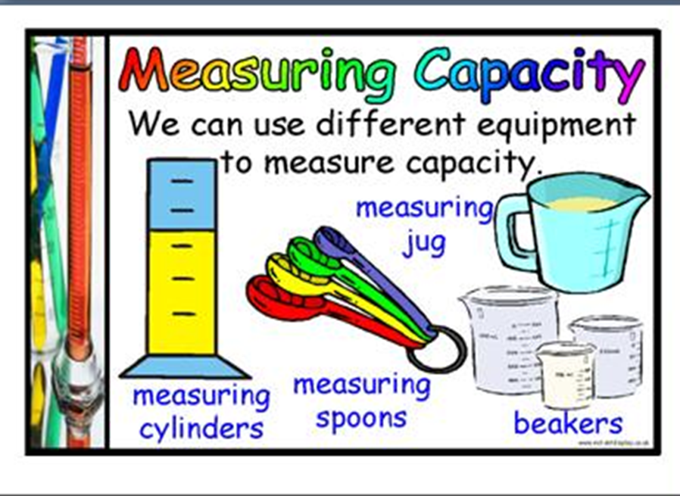 Measuring Capacity
We can use different equipment
to measure capacity.
measuring
jug
measuring
cylinders
measuring
spoons
beakers